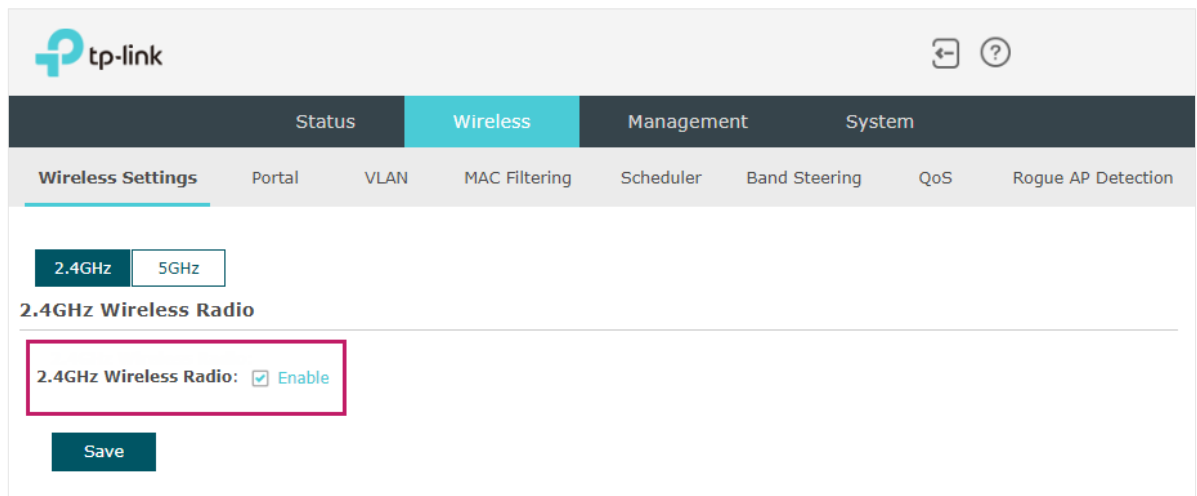 tp-link
Status Wireless Management System
Wireless Settings Portal VLAN MAC Filtering Scheduler Band Steering QoS Rogue AP Detection
2.4GHz 5GHz
2.4GHz Wireless Radio
2.4GHz Wireless Radio: Enable
Save